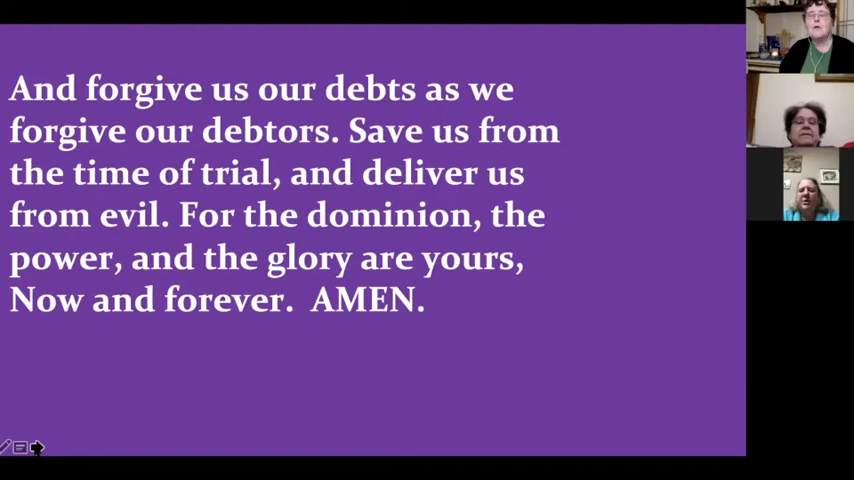 And forgive us our debts as we
forgive our debtors. Save us from
the time of trial, and deliver us
from evil. For the dominion, the
power, and the glory are yours,
Now and forever.  AMEN.